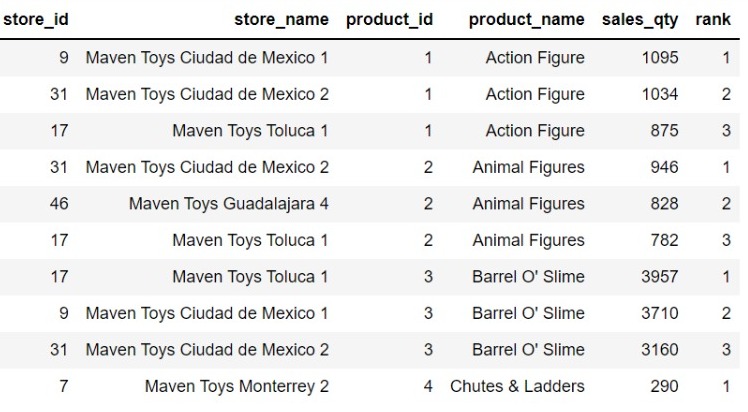 store_id store_name product_id product_name sales_qty rank
9 Maven Toys Ciudad de Mexico 1 1 Action Figure 1095 1
31 Maven Toys Ciudad de Mexico 2 1 Action Figure 1034 2
17 Maven Toys Toluca 1 1 Action Figure 875 3
31 Maven Toys Ciudad de Mexico 2 2 Animal Figures 946 1
46 Maven Toys Guadalajara 4 2 Animal Figures 828 2
17 Maven Toys Toluca 1 2 Animal Figures 782 3
17 Maven Toys Toluca 1 3 Barrel O' Slime 3957 1
9 Maven Toys Ciudad de Mexico 1 3 Barrel O' Slime 3710 2
31 Maven Toys Ciudad de Mexico 2 3 Barrel O' Slime 3160 3
7 Maven Toys Monterrey 2 4 Chutes & Ladders 290 1